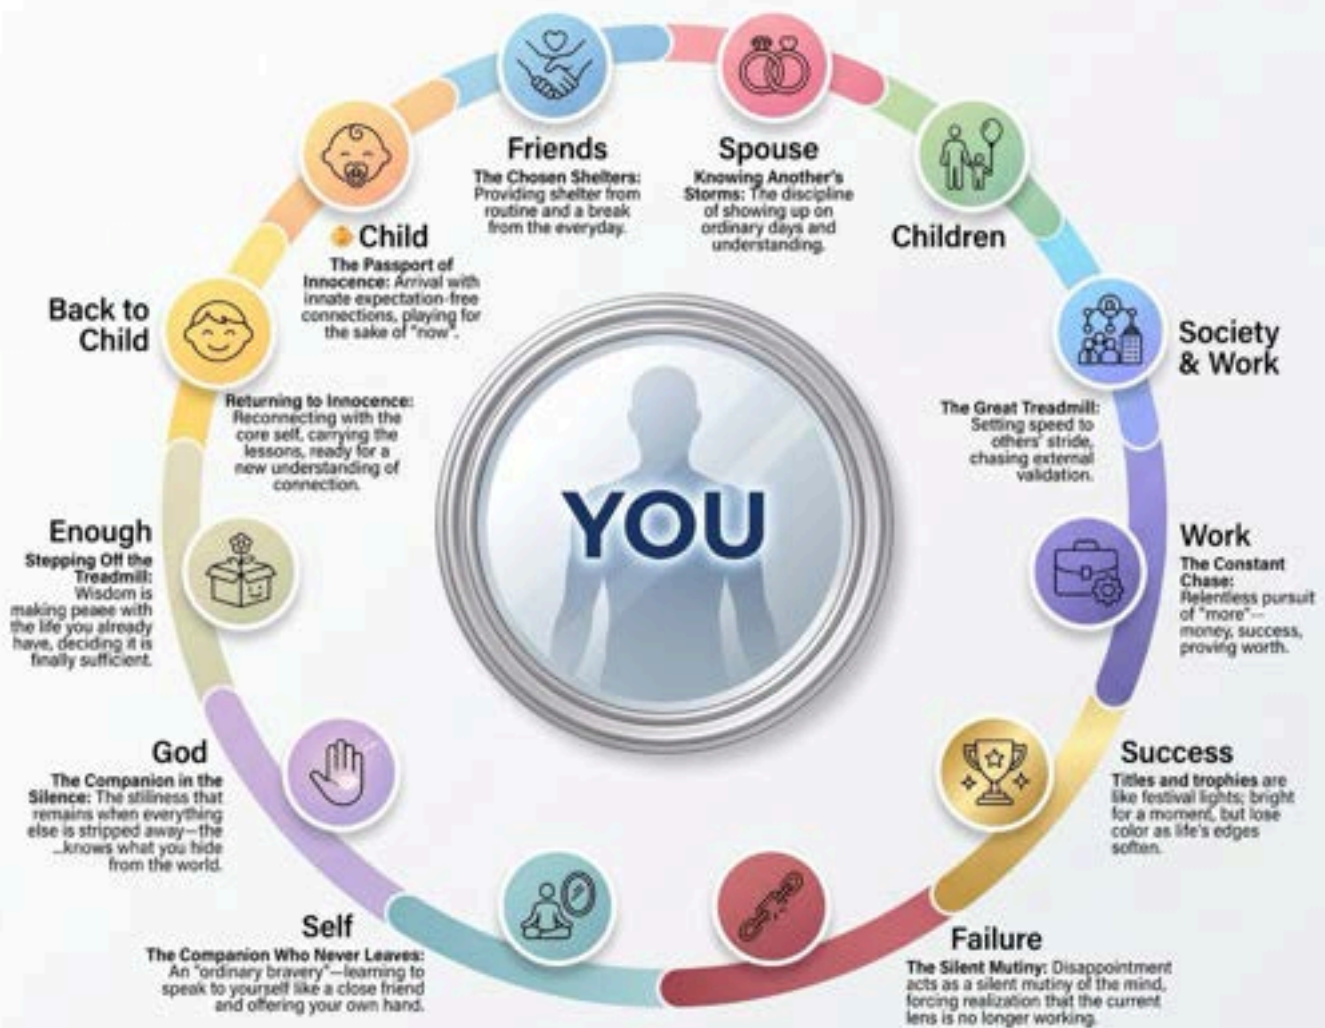 Friends
The Chosen Shelters:
Providing shelter from
routine and a break
from the everyday.
Spouse
Knowing Another's
Storms: The discipline
of showing up on
ordinary days and
understanding.
Children
Society
& Work
The Great Treadmill:
Setting speed to
others' stride,
chasing external
validation.
Work
The Constant
Chase:
Relentless pursuit
of "more"—
money, success,
proving worth.
Success
Titles and trophies are
like festival lights; bright
for a moment, but lose
color as life's edges
soften.
Failure
The Silent Mutiny: Disappointment
acts as a silent mutiny of the mind,
forcing realization that the current
lens is no longer working.
Self
The Companion Who Never Leaves:
An "ordinary bravery"—learning to
speak to yourself like a close friend
and offering your own hand.
God
The Companion in the
Silence: The stillness that
remains when everything
else is stripped away—the
...knows what you hide
from the world.
Enough
Stepping Off the
Treadmill:
Wisdom is
making peaee with
the life you already
have, deciding it is
finally sufficient.
Back to
Child
Returning to Innocence:
Reconnecting with the
core self, carrying the
lessons, ready for a
new understanding of
connection.
Child
The Passport of
Innocence: Arrival with
innate expectation-free
connections, playing for
the sake of "now".
YOU